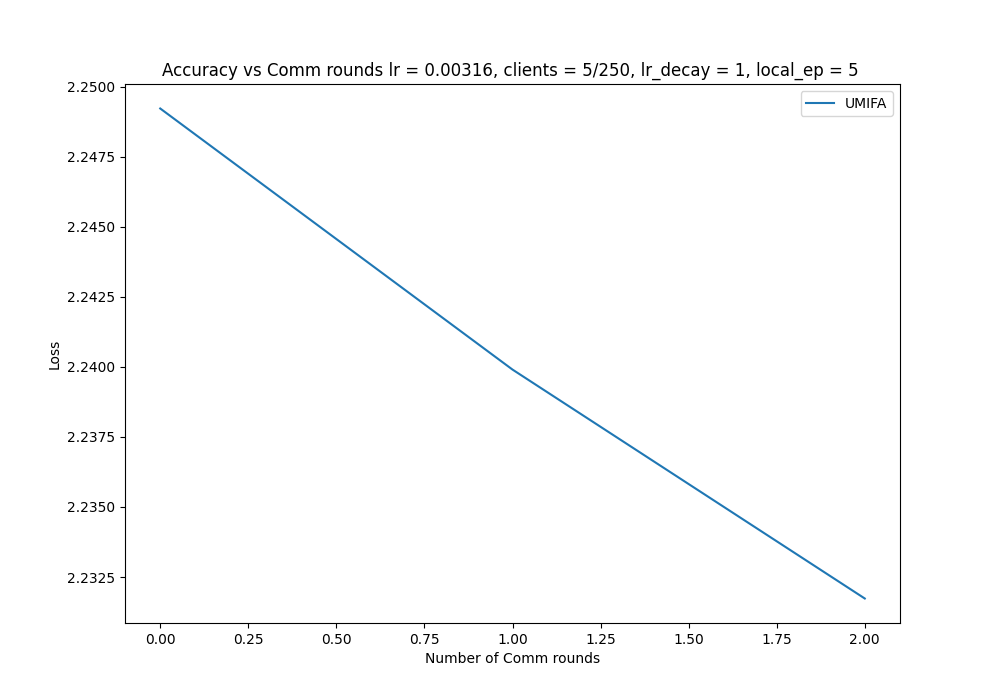 Accuracy vs Comm rounds lr = 0.00316, clients = 5/250, lr_decay = 1, local_ep = 5
UMIFA
2.2500
2.2475
2.2450
2.2425
2.2400
2.2375
2.2350
2.2325
Loss
0.00 0.25 0.50 0.75 1.00 1.25 1.50 1.75 2.00
Number of Comm rounds